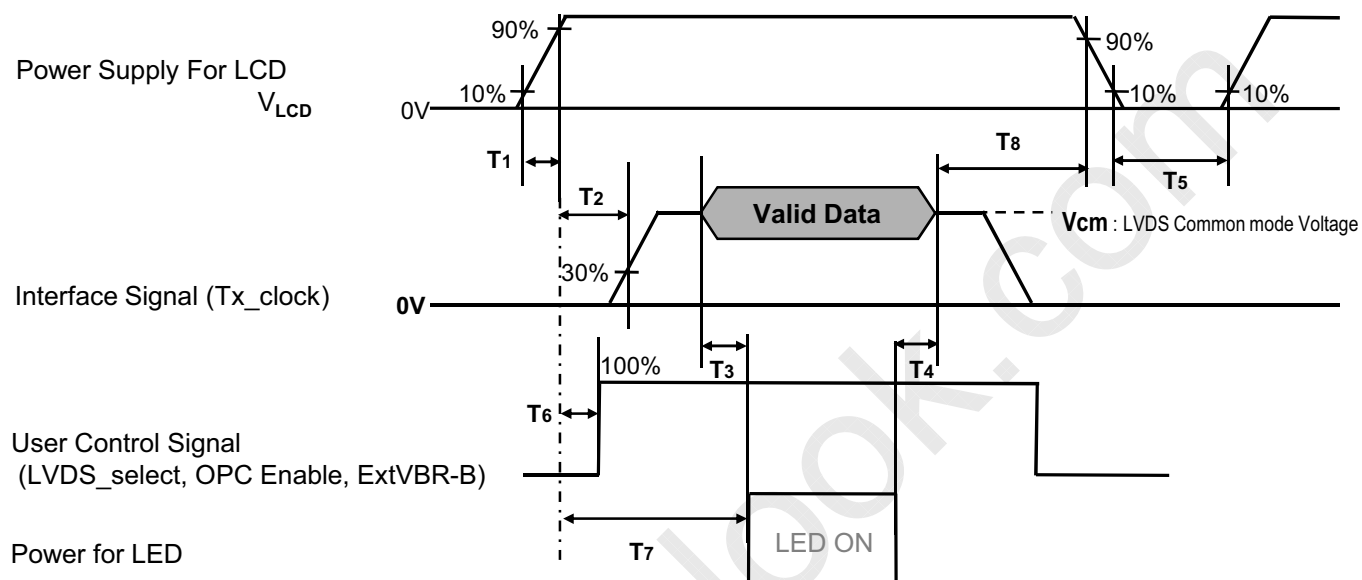 90%
90%
Power Supply For LCD
VLCD
10%
10%
10%
0V
T1
T8
T5
T2
Valid Data
Vcm : LVDS Common mode Voltage
30%
Interface Signal (Tx_clock)
0V
100%
T3
T4
T6
User Control Signal
(LVDS_select, OPC Enable, ExtVBR-B)
T7
LED ON
Power for LED
look.com